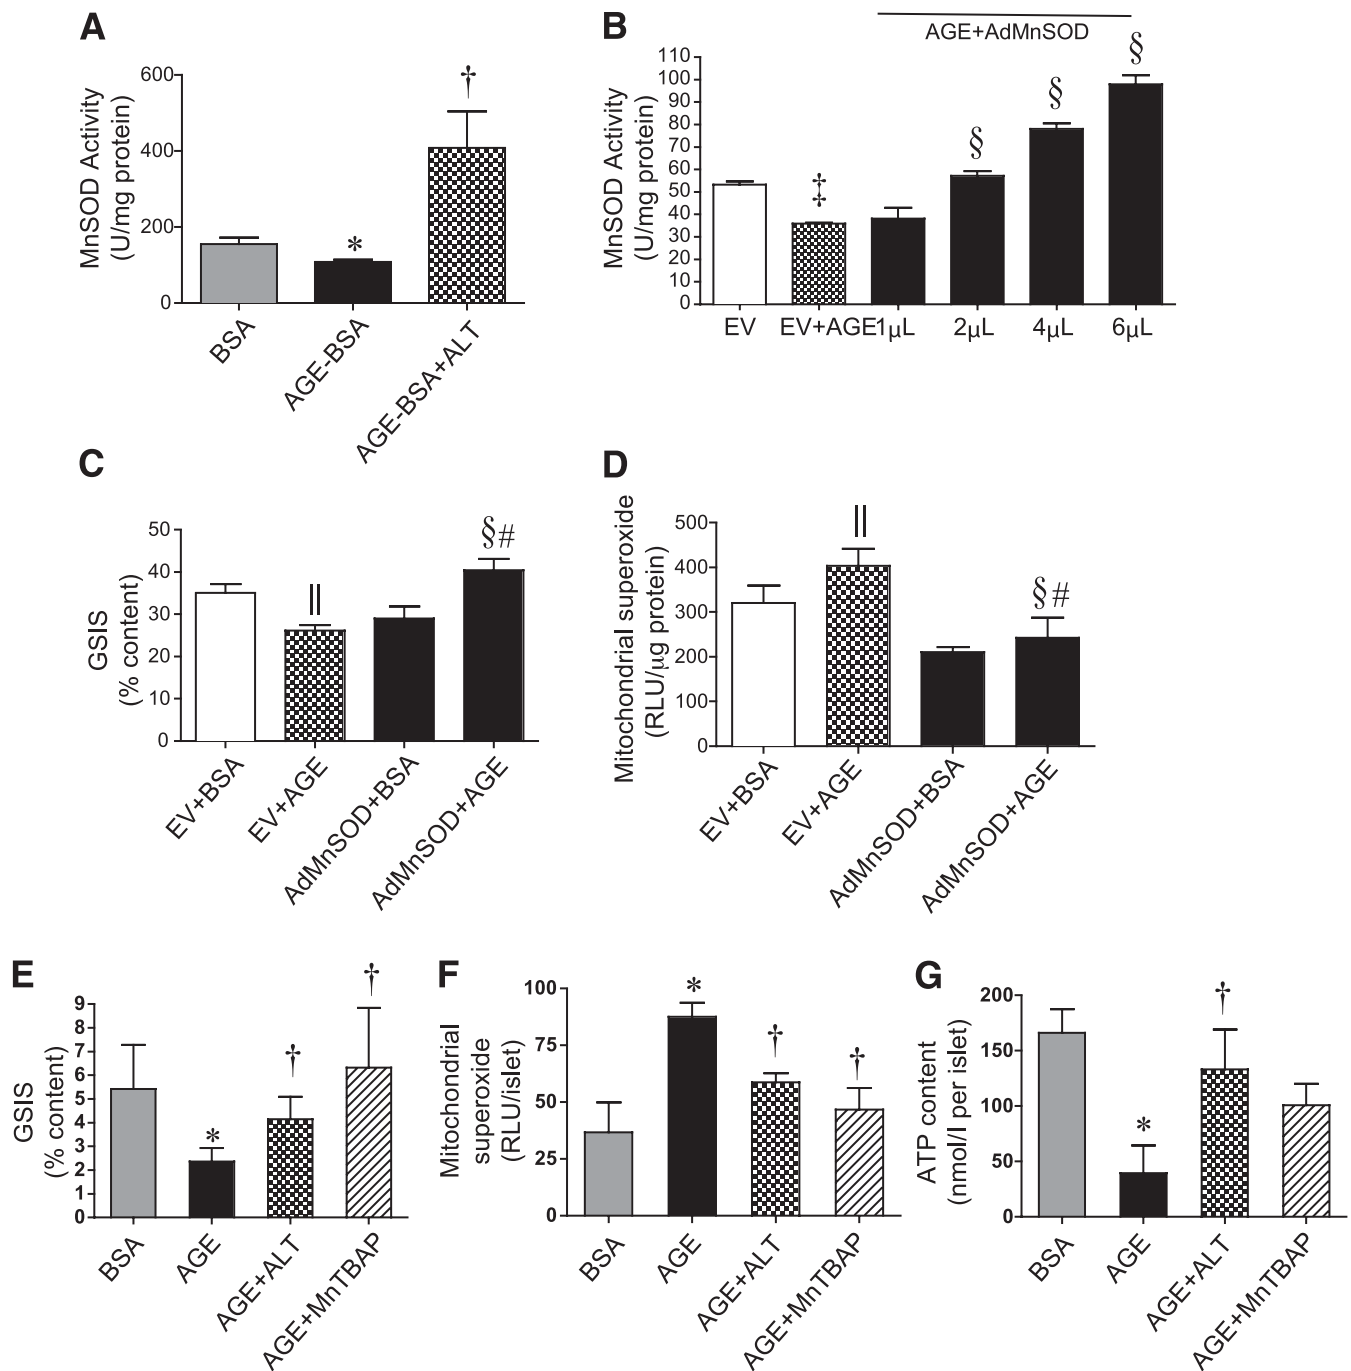 A
MnSOD Activity
(U/mg protein)
600
400
200
0
†
*
BSA
AGE-BSA
AGE-BSA+ALT
B
AGE+AdMnSOD
MnSOD Activity
(U/mg protein)
110
100
90
80
70
60
50
40
30
20
10
0
‡
§
§
§
EV
EV+AGE
1μL
2μL
4μL
6μL
C
GSIS
(% content)
50
40
30
20
10
0
||
§#
EV+BSA
EV+AGE
AdMnSOD+BSA
AdMnSOD+AGE
D
Mitochondrial superoxide
(RLU/μg protein)
500
400
300
200
100
0
||
§#
EV+BSA
EV+AGE
AdMnSOD+BSA
AdMnSOD+AGE
E
GSIS
(% content)
9
8
7
6
5
4
3
2
1
0
*
†
†
BSA
AGE
AGE+ALT
AGE+MnTBAP
F
Mitochondrial
superoxide
(RLU/islet)
100
75
50
25
0
*
†
†
BSA
AGE
AGE+ALT
AGE+MnTBAP
G
ATP content
(nmol/l per islet)
200
150
100
50
0
*
†
BSA
AGE
AGE+ALT
AGE+MnTBAP